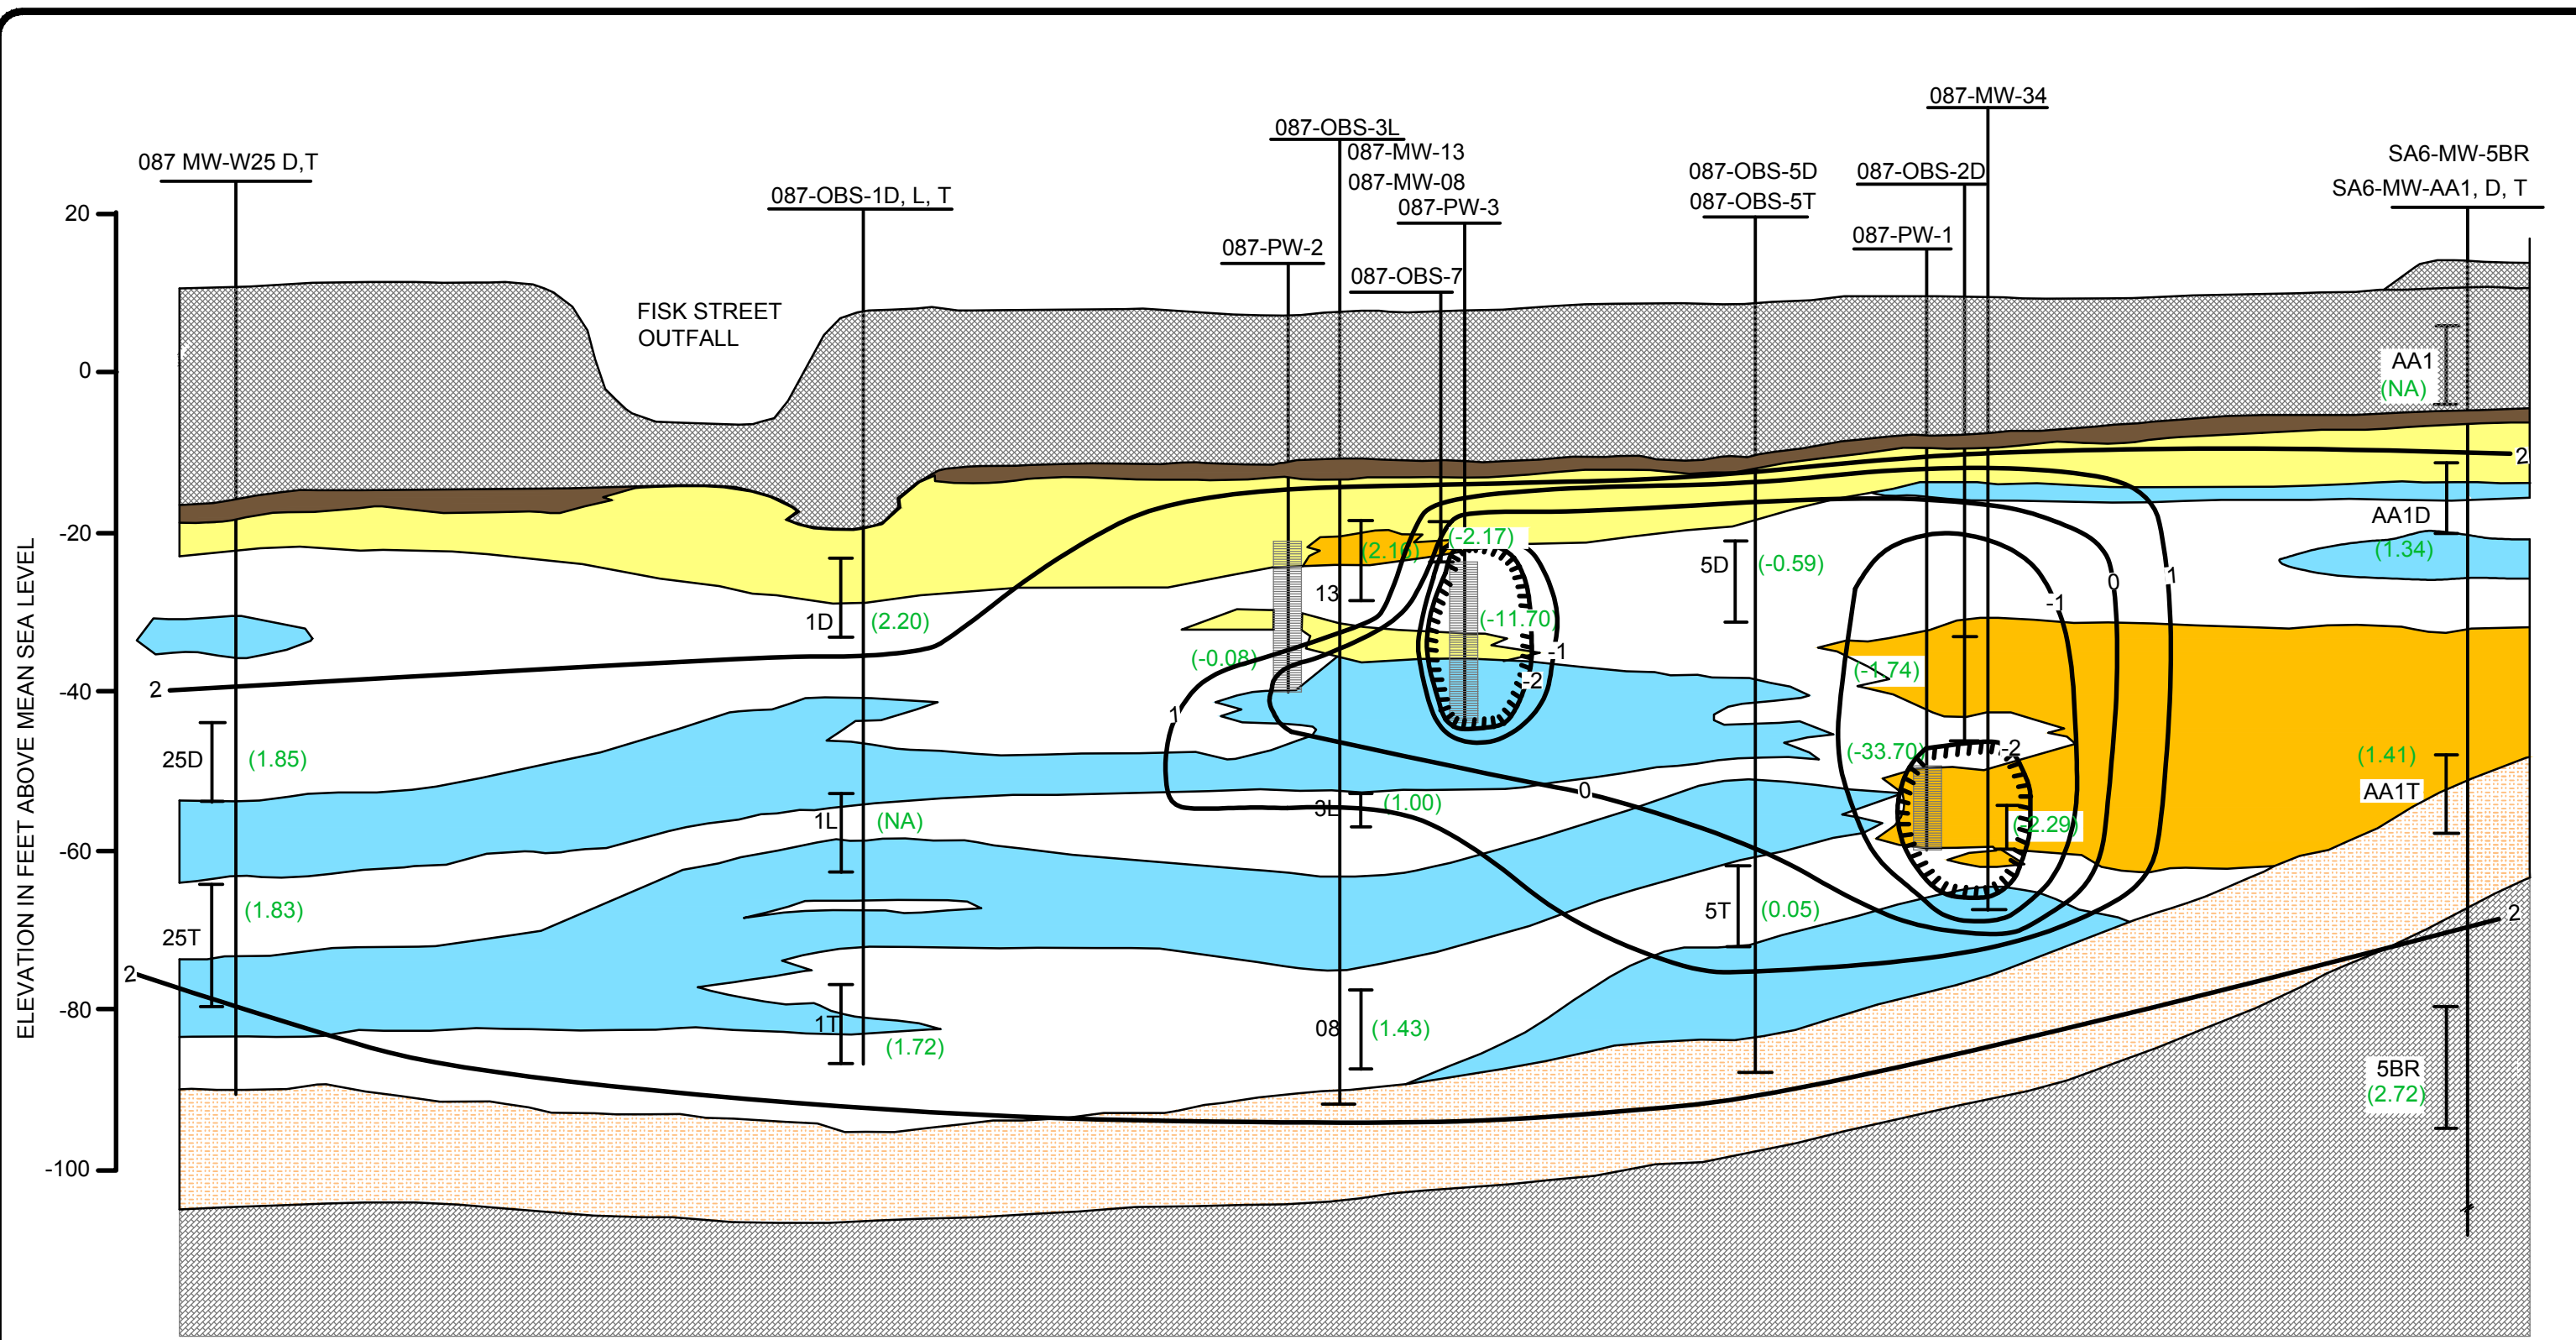 087-MW-34
087-OBS-3L
087-MW-13
087-MW-08
087-PW-3
087 MW-W25 D,T
087-OBS-1D, L, T
087-PW-2
087-OBS-7
087-OBS-5D
087-OBS-5T
087-OBS-2D
087-PW-1
SA6-MW-5BR
SA6-MW-AA1, D, T
ELEVATION IN FEET ABOVE MEAN SEA LEVEL
20
0
-20
-40
-60
-80
-100
FISK STREET
OUTFALL
AA1
(NA)
2
AA1D
(1.34)
(2.16)
(-2.17)
13
5D
(-0.59)
0
1
-1
1D
(2.20)
(-11.70)
(-0.08)
-1
-2
(-1.74)
2
1
25D
(1.85)
(-33.70)
-2
(1.41)
AA1T
0
3L
(1.00)
1L
(NA)
(-2.29)
(1.83)
25T
5T
(0.05)
2
2
1T
(1.72)
08
(1.43)
5BR
(2.72)